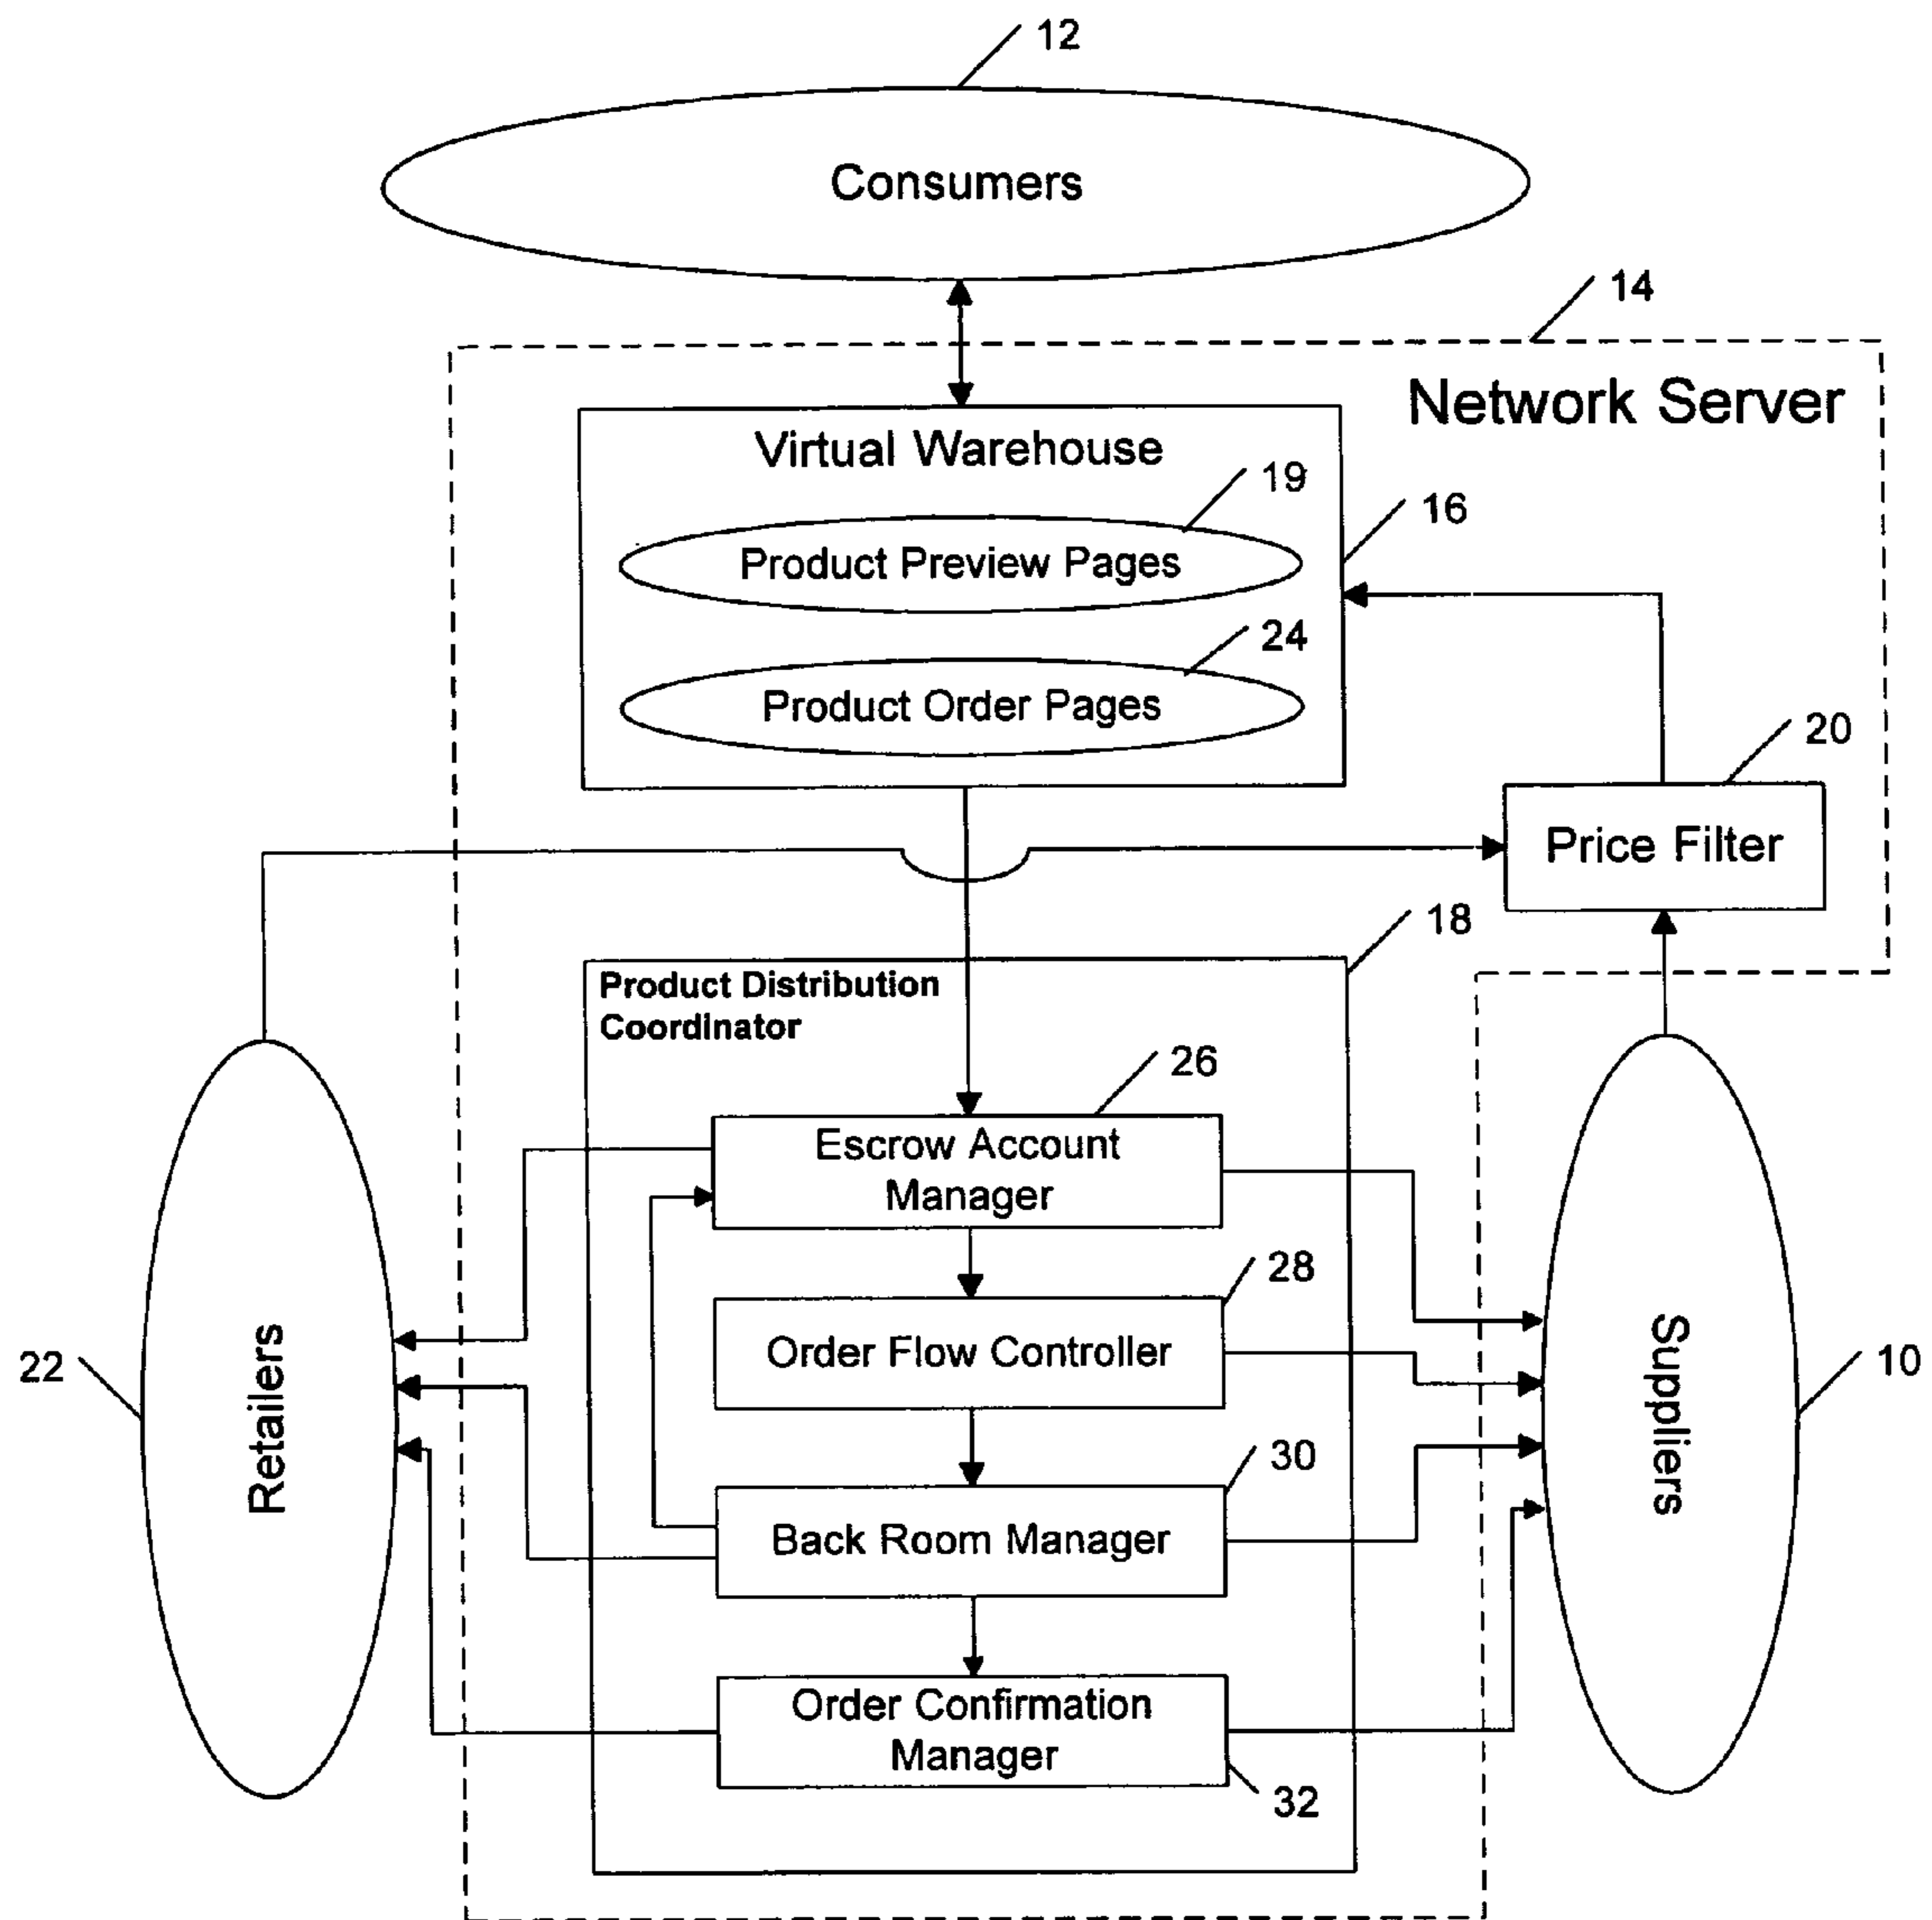 12
Consumers
14
Network Server
Virtual Warehouse
19
16
Product Preview Pages
24
Product Order Pages
20
Price Filter
18
Product Distribution
Coordinator
26
Escrow Account
Manager
28
Order Flow Controller
22
Retailers
Suppliers
10
30
Back Room Manager
Order Confirmation
Manager
32